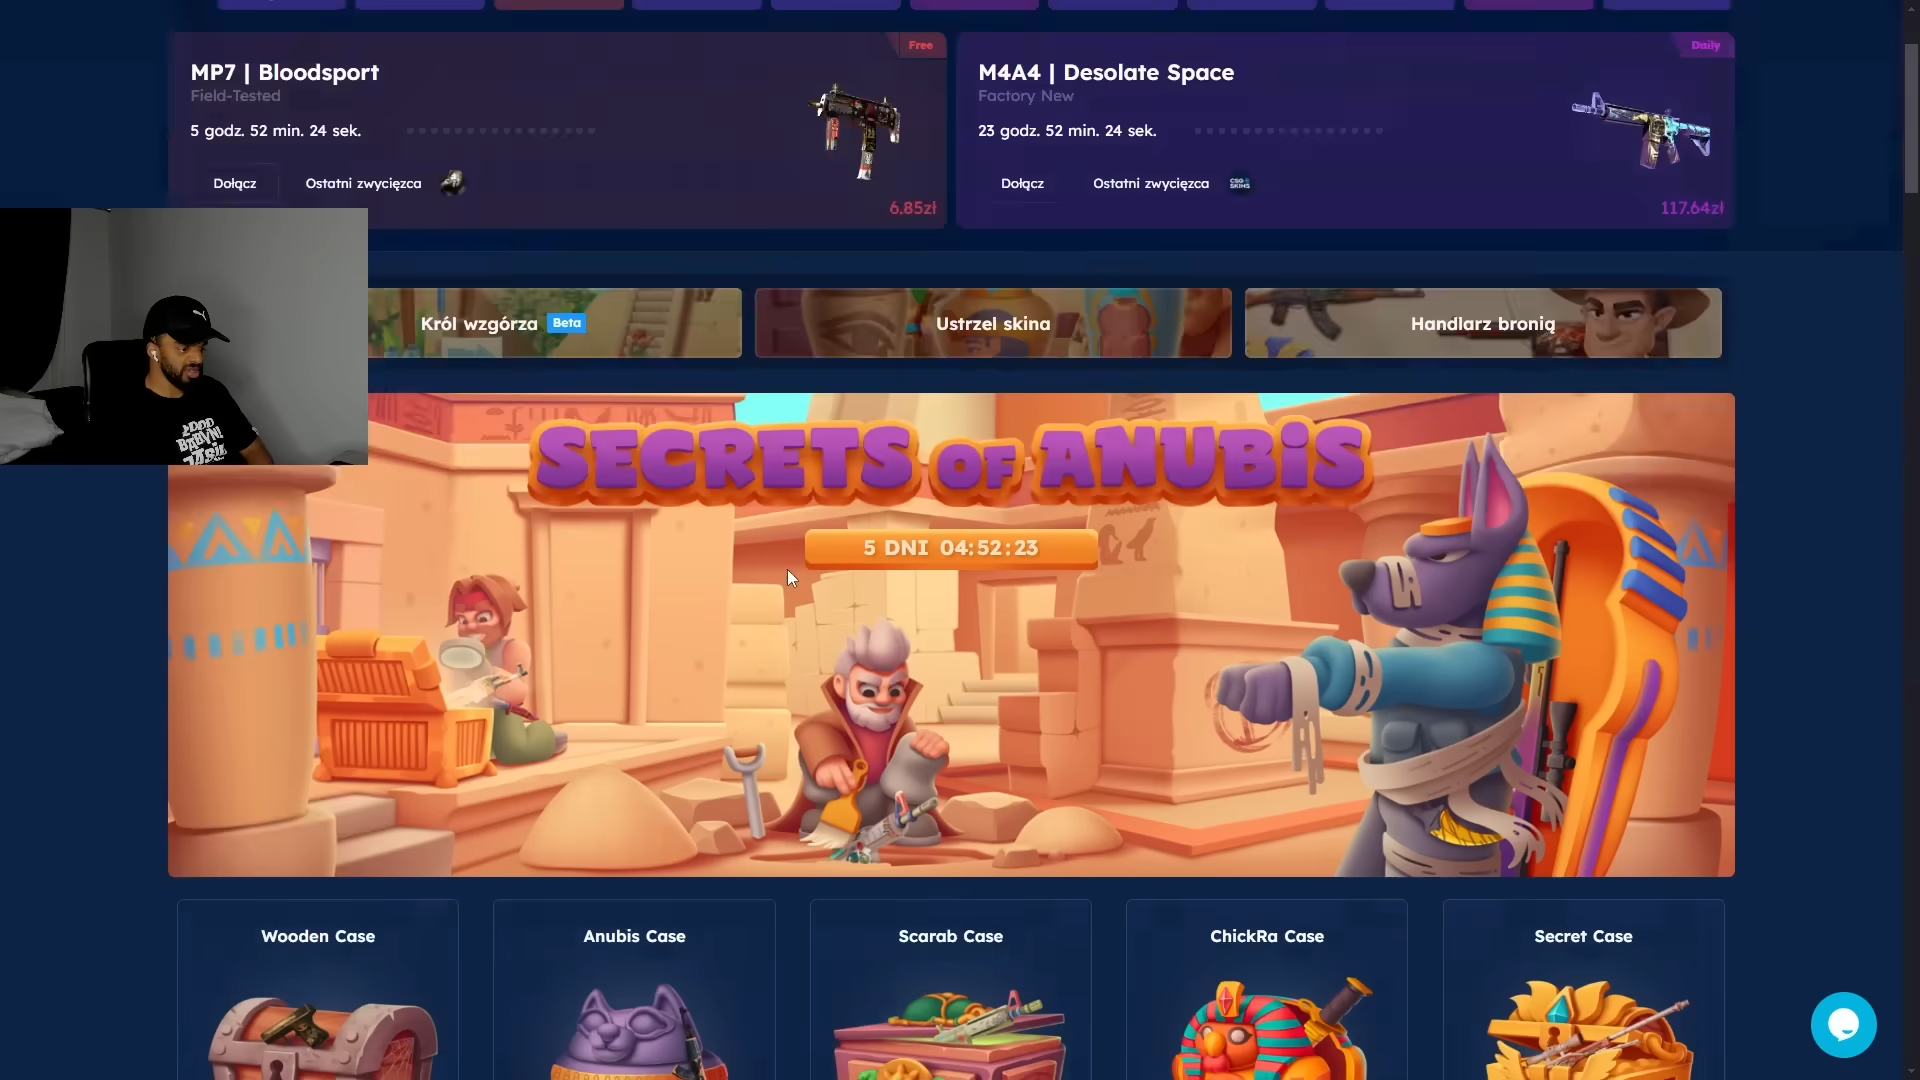 Free
MP7 | Bloodsport
Field-Tested
5 godz. 52 min. 24 sek.
Dołącz
Ostatni zwycięzca
6.85zł
Daily
M4A4 | Desolate Space
Factory New
23 godz. 52 min. 24 sek.
Dołącz
Ostatni zwycięzca
CSGO
SKINS
117.64zł
Król wzgórza Beta
Ustrzel skina
Handlarz bronią
SECRETS OF ANUBIS
5 DNI 04:52:23
Wooden Case
Anubis Case
Scarab Case
ChickRa Case
Secret Case